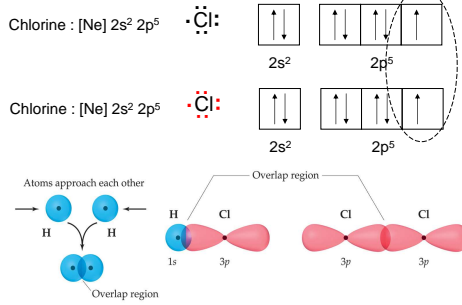 Chlorine : [Ne] 2s² 2p⁵ ·Cl:
2s² 2p⁵
Chlorine : [Ne] 2s² 2p⁵ ·Cl:
2s² 2p⁵
Atoms approach each other
Overlap region
H H
H Cl
Cl Cl
1s 3p
3p 3p
Overlap region